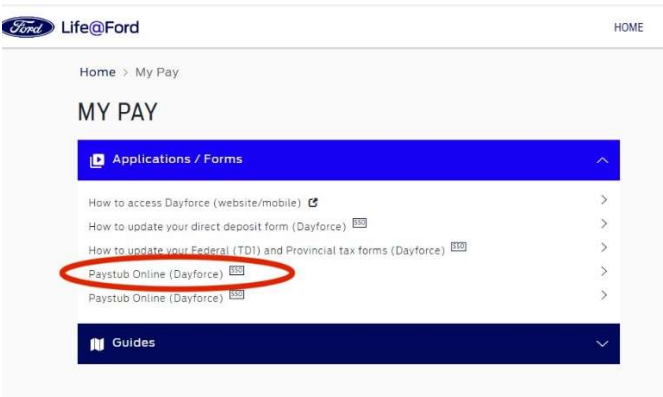 Ford Life@Ford HOME
Home > My Pay
MY PAY
Applications / Forms
How to access Dayforce (website/mobile)
How to update your direct deposit form (Dayforce) SSO
How to update your Federal (TD1) and Provincial tax forms (Dayforce) SSO
Paystub Online (Dayforce) SSO
Paystub Online (Dayforce) SSO
Guides